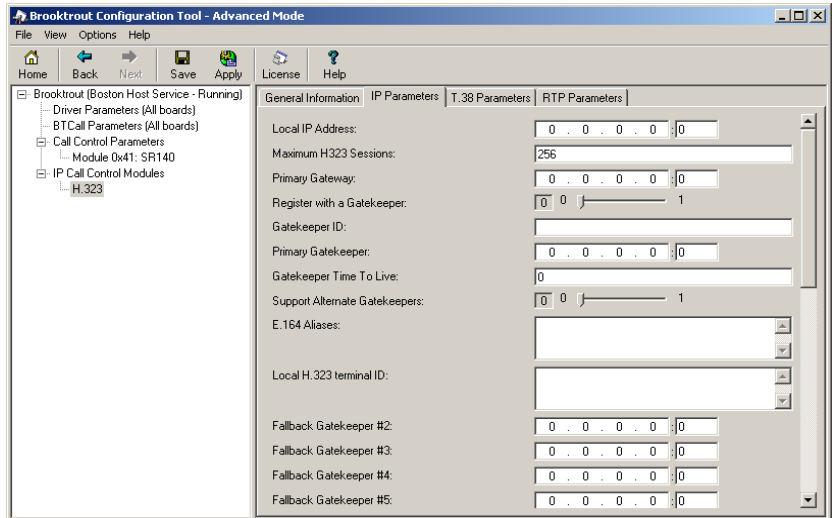 Brooktrout Configuration Tool - Advanced Mode
File View Options Help
Home Back Next Save Apply License Help
Brooktrout (Boston Host Service - Running)
Driver Parameters (All boards)
BTCall Parameters (All boards)
Call Control Parameters
Module 0x41: SR140
IP Call Control Modules
H.323
General Information IP Parameters T.38 Parameters RTP Parameters
Local IP Address: 0 . 0 . 0 . 0 : 0
Maximum H323 Sessions: 256
Primary Gateway: 0 . 0 . 0 . 0 : 0
Register with a Gatekeeper: 0 0 1
Gatekeeper ID:
Primary Gatekeeper: 0 . 0 . 0 . 0 : 0
Gatekeeper Time To Live: 0
Support Alternate Gatekeepers: 0 0 1
E.164 Aliases:
Local H.323 terminal ID:
Fallback Gatekeeper #2: 0 . 0 . 0 . 0 : 0
Fallback Gatekeeper #3: 0 . 0 . 0 . 0 : 0
Fallback Gatekeeper #4: 0 . 0 . 0 . 0 : 0
Fallback Gatekeeper #5: 0 . 0 . 0 . 0 : 0